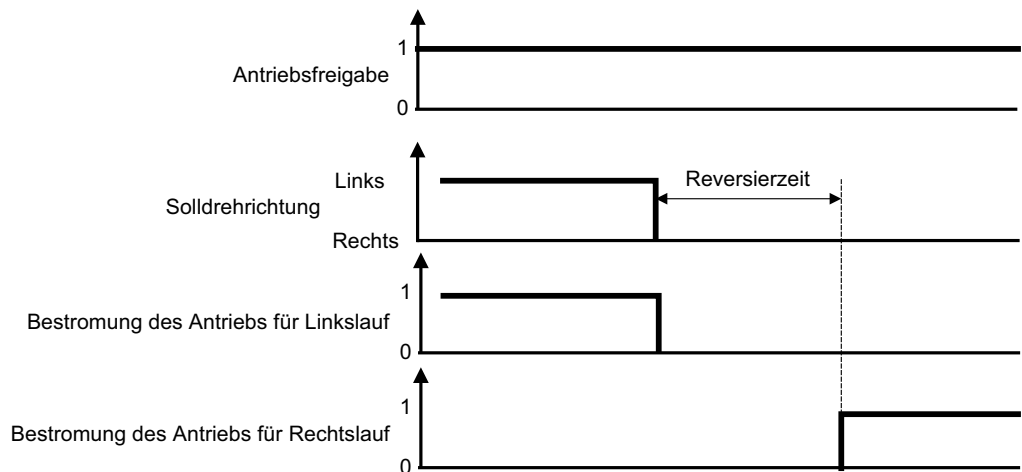 1
Antriebsfreigabe
0
Links
Reversierzeit
Solldrehrichtung
Rechts
1
Bestromung des Antriebs für Linkslauf
0
1
Bestromung des Antriebs für Rechtslauf
0